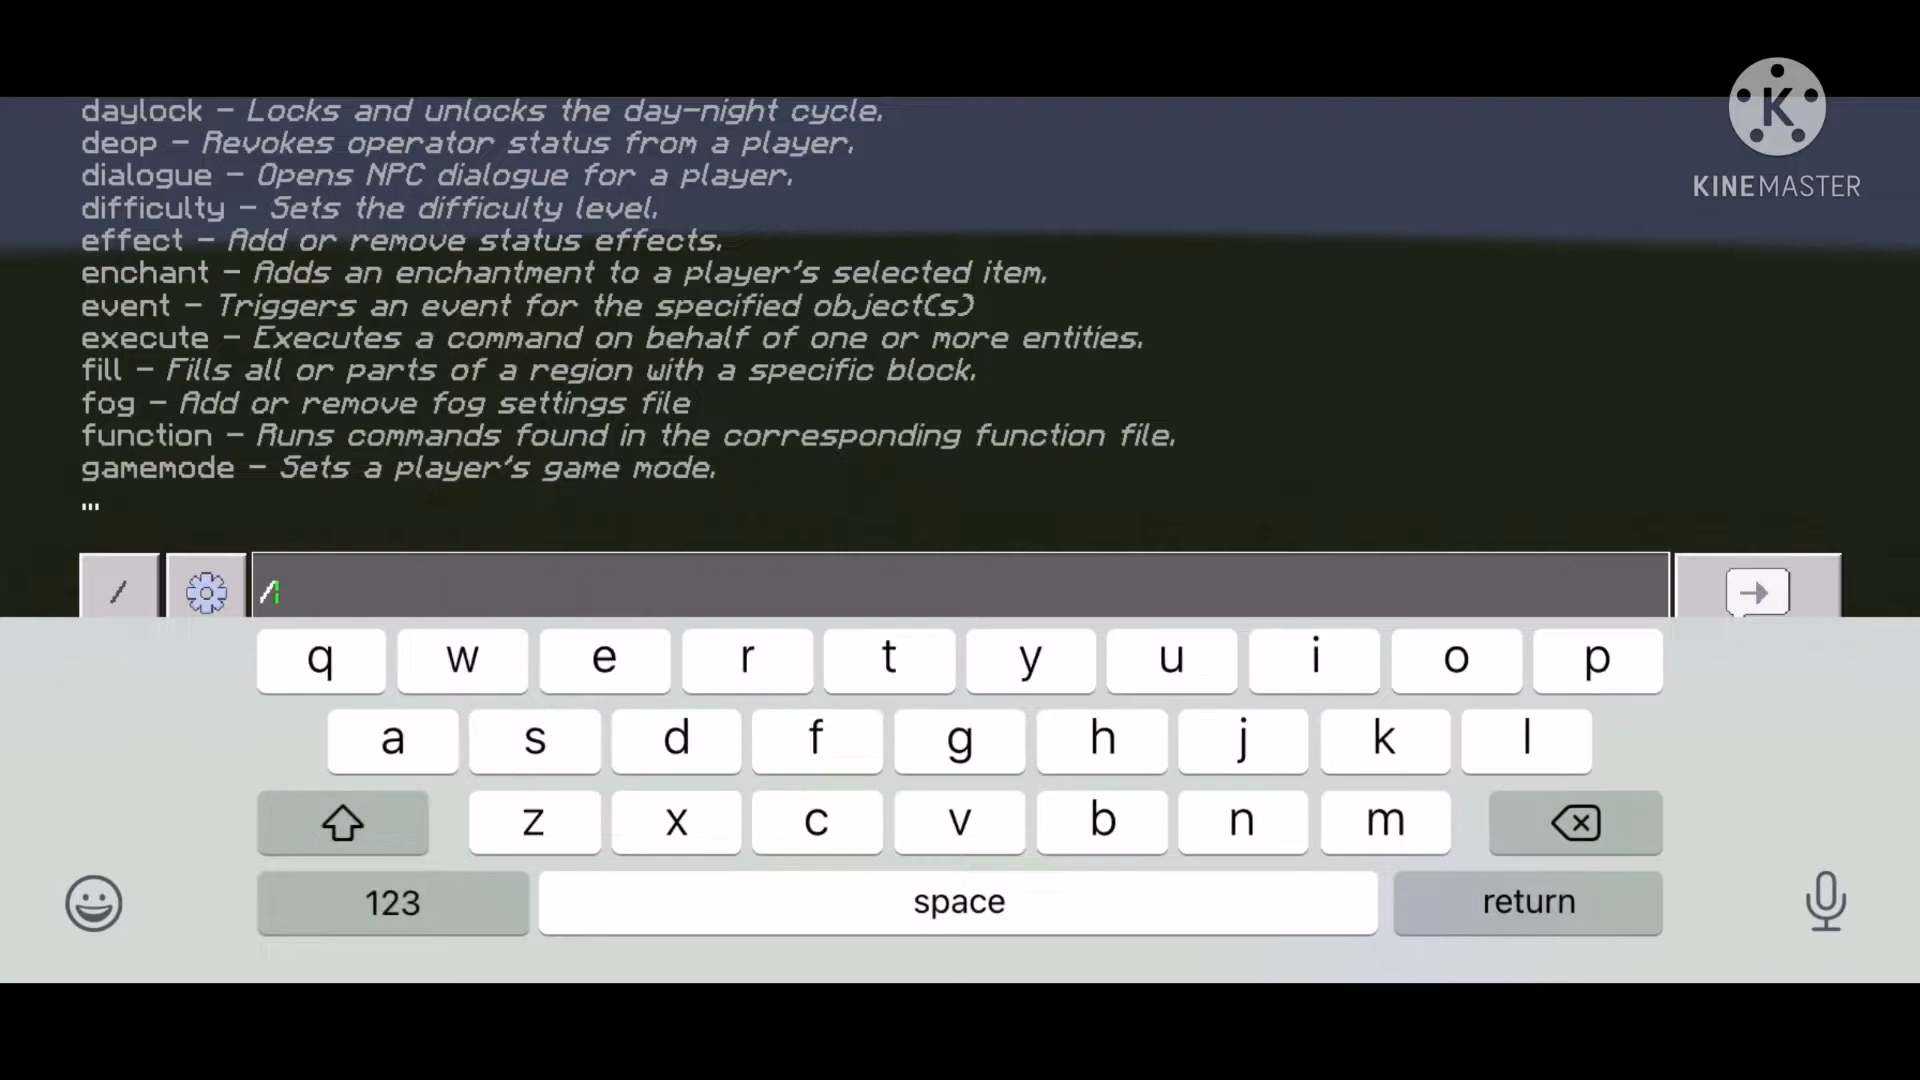 daylock – Locks and unlocks the day-night cycle.
deop – Revokes operator status from a player.
dialogue – Opens NPC dialogue for a player.
difficulty – Sets the difficulty level.
effect – Add or remove status effects.
enchant – Adds an enchantment to a player's selected item.
event – Triggers an event for the specified object(s)
execute – Executes a command on behalf of one or more entities.
fill – Fills all or parts of a region with a specific block.
fog – Add or remove fog settings file
function – Runs commands found in the corresponding function file.
gamemode – Sets a player's game mode.
...
K
KINEMASTER
/ /
q w e r t y u i o p
a s d f g h j k l
z x c v b n m
123 space return